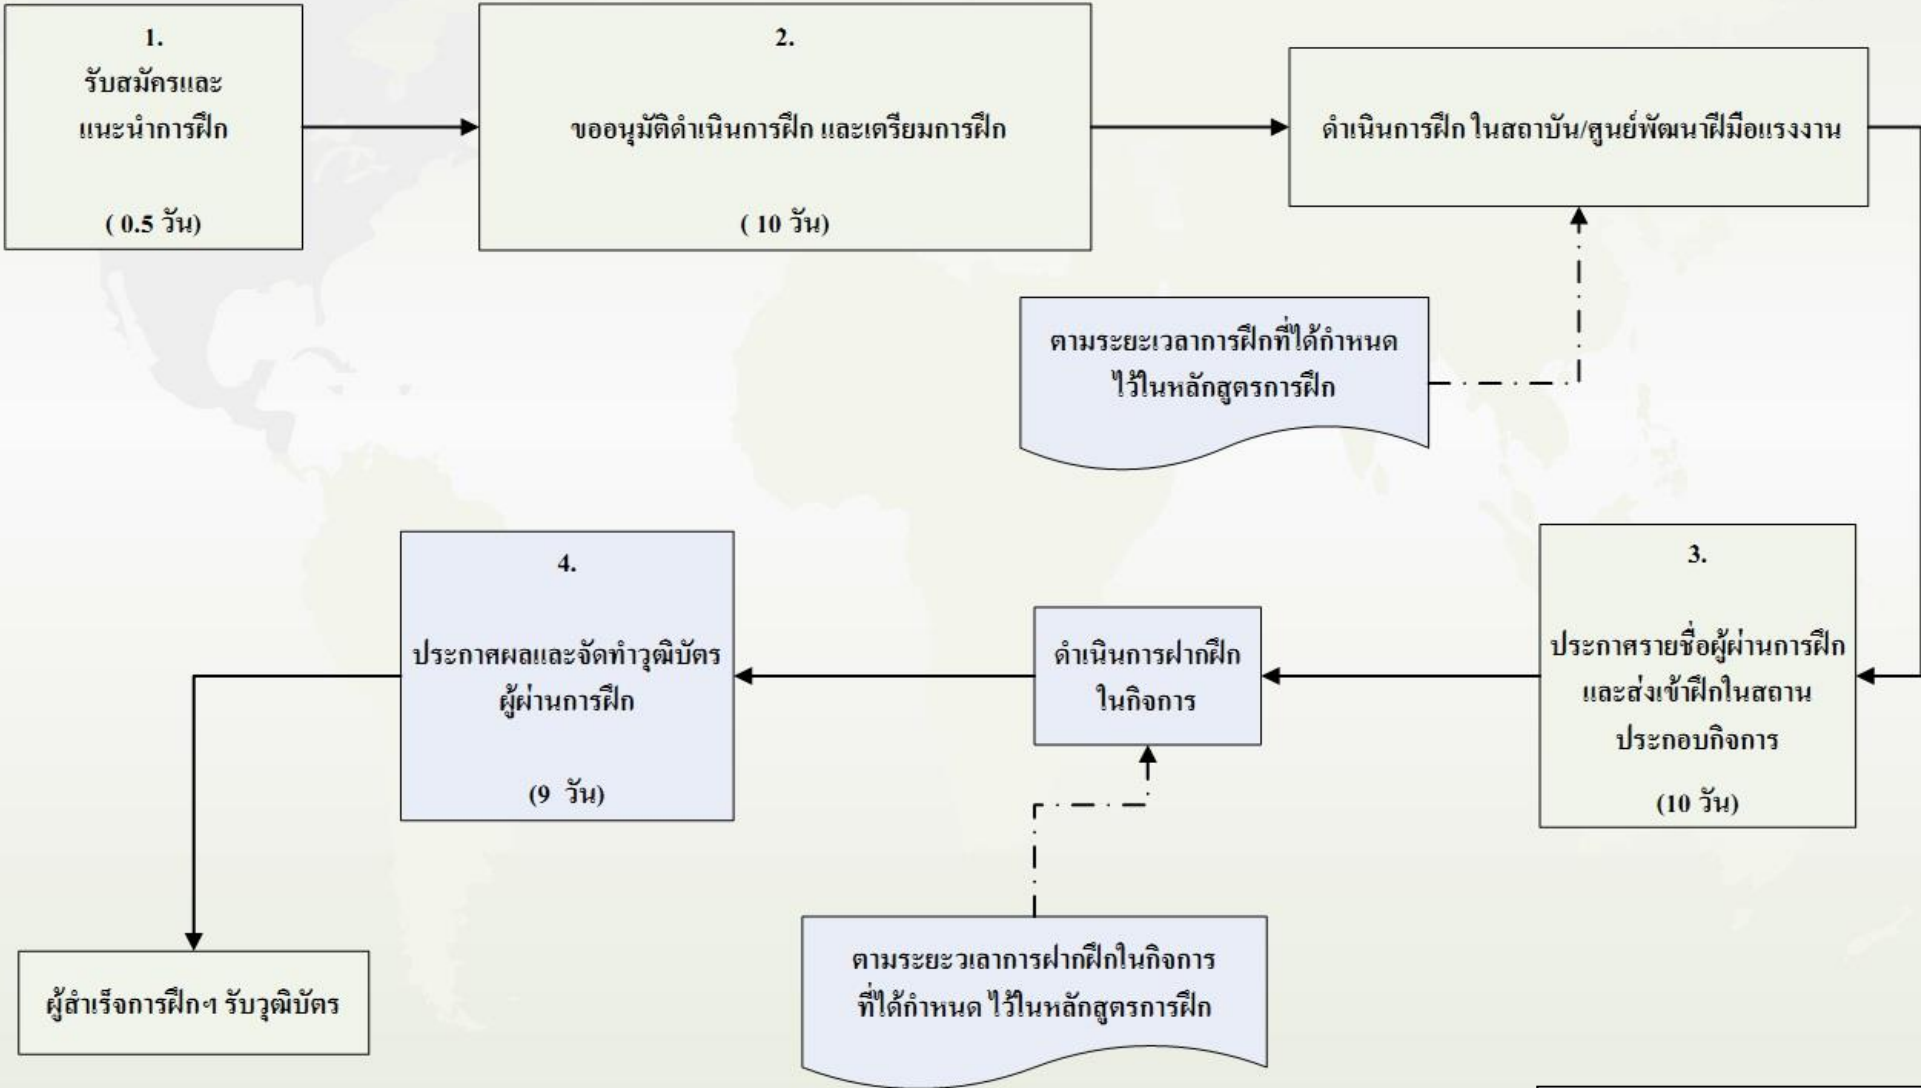 1.
รับสมัครและ
แนะนำการฝึก
( 0.5 วัน)
2.
ขออนุมัติดำเนินการฝึก และเตรียมการฝึก
( 10 วัน)
ดำเนินการฝึก ในสถาบัน/ศูนย์พัฒนาฝีมือแรงงาน
ตามระยะเวลาการฝึกที่ได้กำหนด
ไว้ในหลักสูตรการฝึก
3.
ประกาศรายชื่อผู้ผ่านการฝึก
และส่งเข้าฝึกในสถาน
ประกอบกิจการ
(10 วัน)
ดำเนินการฝากฝึก
ในกิจการ
ตามระยะวเลาการฝากฝึกในกิจการ
ที่ได้กำหนด ไว้ในหลักสูตรการฝึก
4.
ประกาศผลและจัดทำวุฒิบัตร
ผู้ผ่านการฝึก
(9 วัน)
ผู้สำเร็จการฝึกฯ รับวุฒิบัตร